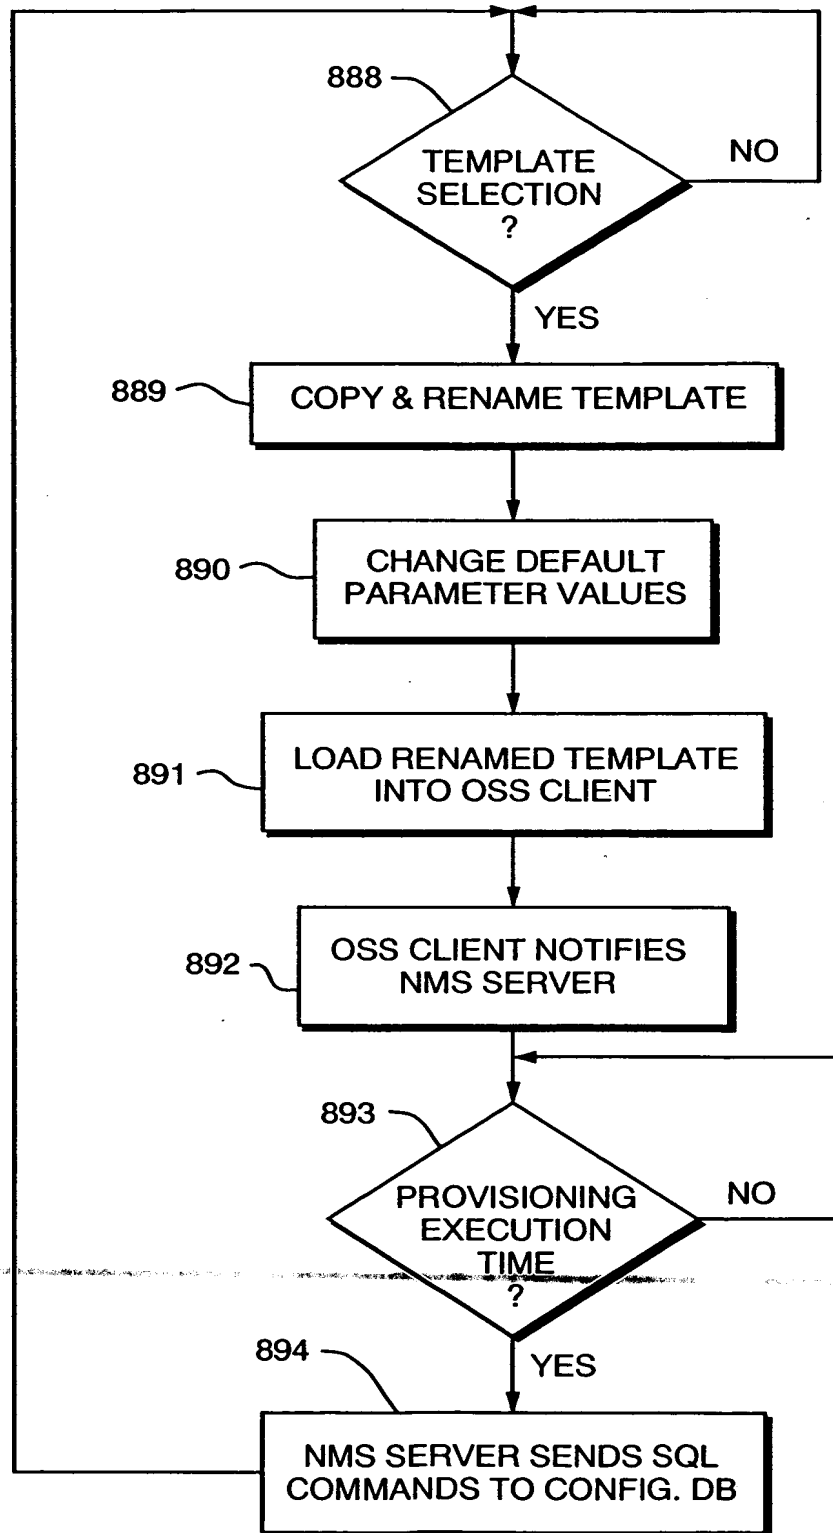 888
TEMPLATE
SELECTION
?
NO
YES
889
COPY & RENAME TEMPLATE
890
CHANGE DEFAULT
PARAMETER VALUES
891
LOAD RENAMED TEMPLATE
INTO OSS CLIENT
892
OSS CLIENT NOTIFIES
NMS SERVER
893
PROVISIONING
EXECUTION
TIME
?
NO
YES
894
NMS SERVER SENDS SQL
COMMANDS TO CONFIG. DB